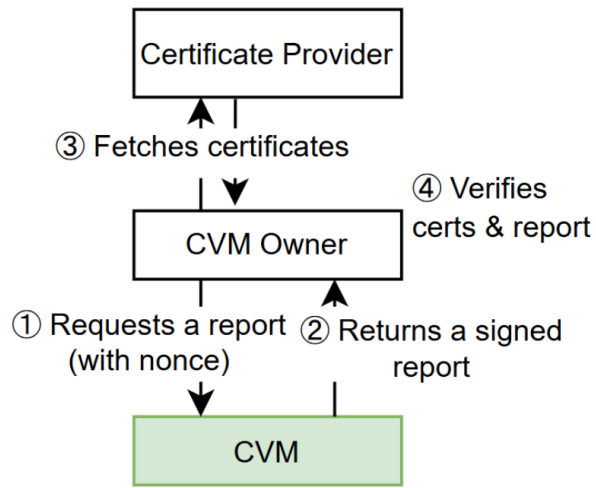 Certificate Provider
③ Fetches certificates
④ Verifies
certs & report
CVM Owner
① Requests a report
(with nonce)
② Returns a signed
report
CVM